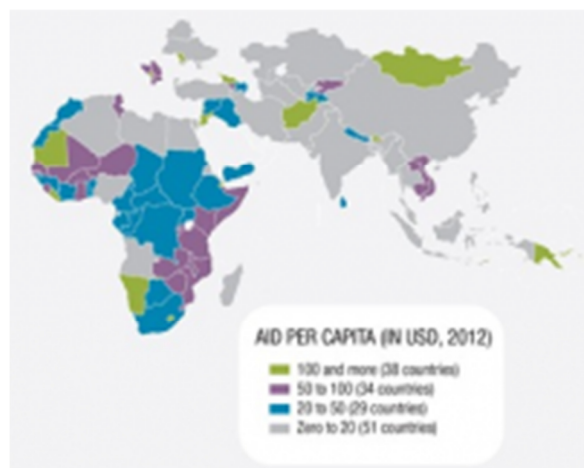 AID PER CAPITA (IN USD, 2012)
100 and more (38 countries)
50 to 100 (34 countries)
20 to 50 (29 countries)
Zero to 20 (51 countries)